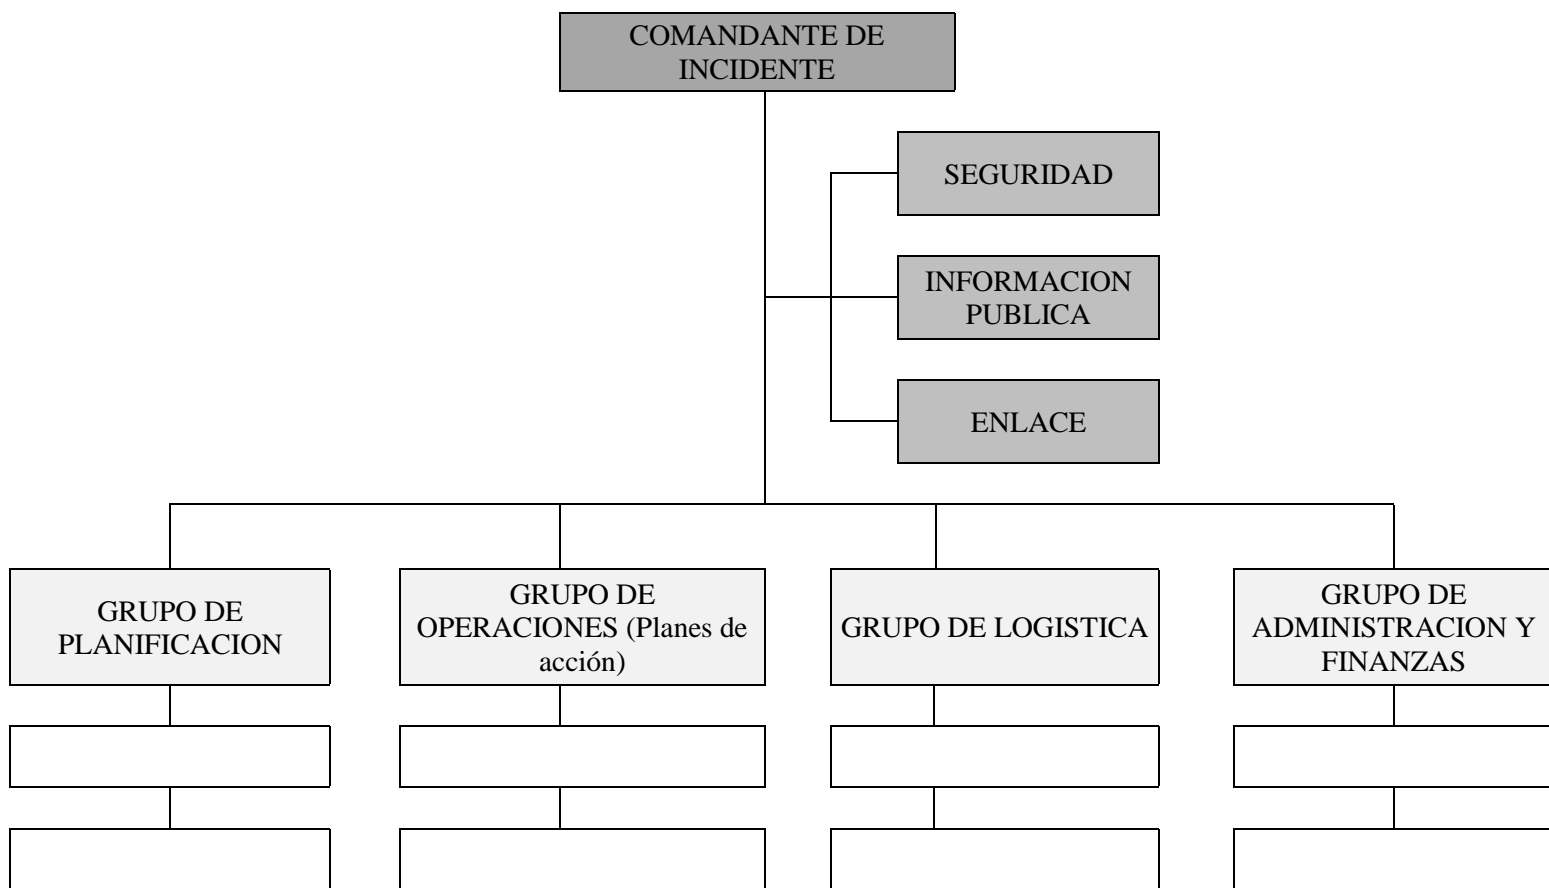 COMANDANTE DE
INCIDENTE
SEGURIDAD
INFORMACION
PUBLICA
ENLACE
GRUPO DE
PLANIFICACION
GRUPO DE
OPERACIONES (Planes de
acción)
GRUPO DE LOGISTICA
GRUPO DE
ADMINISTRACION Y
FINANZAS